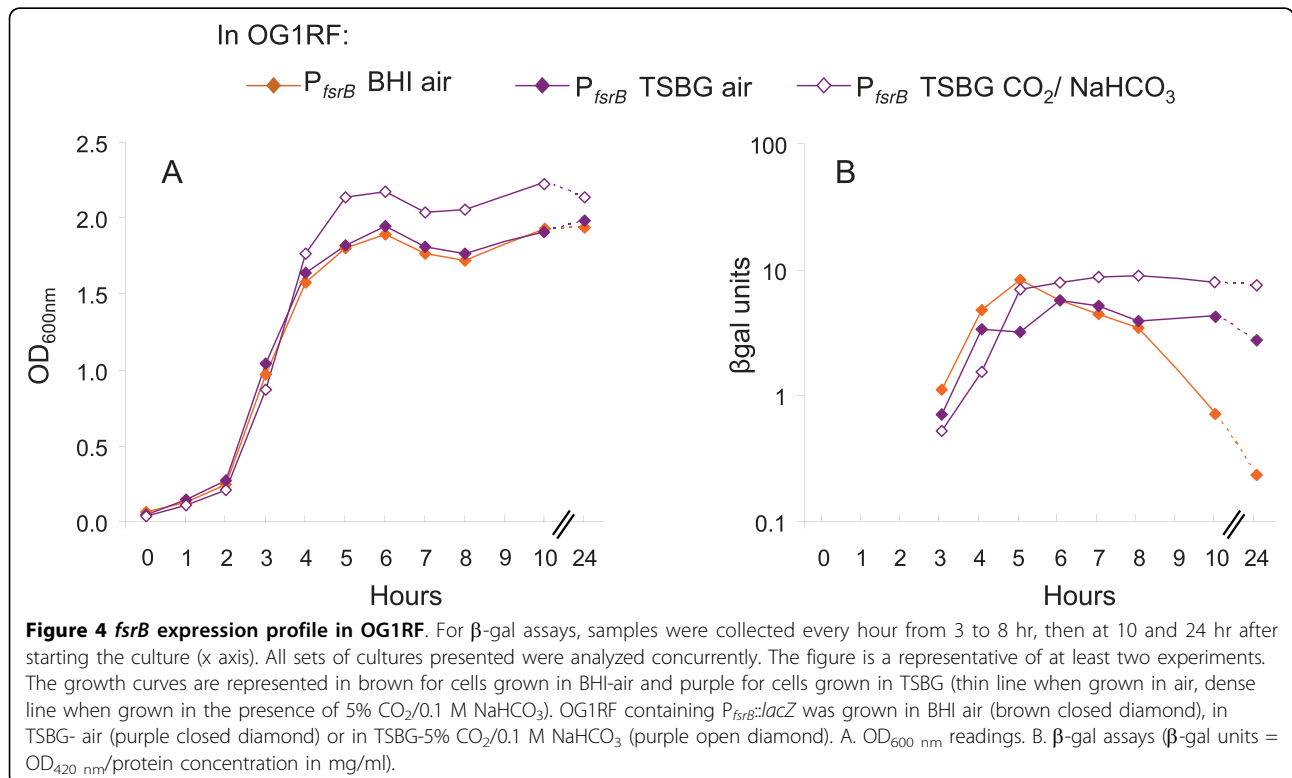 In OG1RF:
PfsrB BHI air
PfsrB TSBG air
PfsrB TSBG CO2/ NaHCO3
A
2.5
2.0
1.5
1.0
0.5
0.0
OD600nm
0 1 2 3 4 5 6 7 8 9 10 24
Hours
B
100
10
1
0.1
βgal units
0 1 2 3 4 5 6 7 8 9 10 24
Hours
Figure 4 fsrB expression profile in OG1RF. For β-gal assays, samples were collected every hour from 3 to 8 hr, then at 10 and 24 hr after
starting the culture (x axis). All sets of cultures presented were analyzed concurrently. The figure is a representative of at least two experiments.
The growth curves are represented in brown for cells grown in BHI-air and purple for cells grown in TSBG (thin line when grown in air, dense
line when grown in the presence of 5% CO2/0.1 M NaHCO3). OG1RF containing PfsrB::lacZ was grown in BHI air (brown closed diamond), in
TSBG- air (purple closed diamond) or in TSBG-5% CO2/0.1 M NaHCO3 (purple open diamond). A. OD600 nm readings. B. β-gal assays (β-gal units =
OD420 nm/protein concentration in mg/ml).